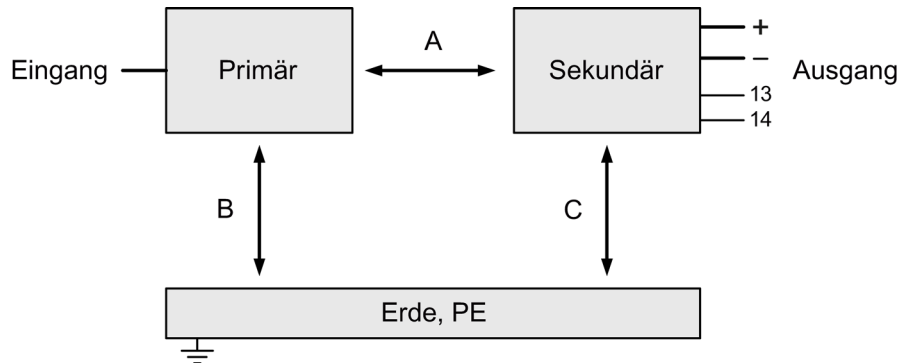 A
+
Eingang
Primär
Sekundär
–
Ausgang
13
14
B
C
Erde, PE